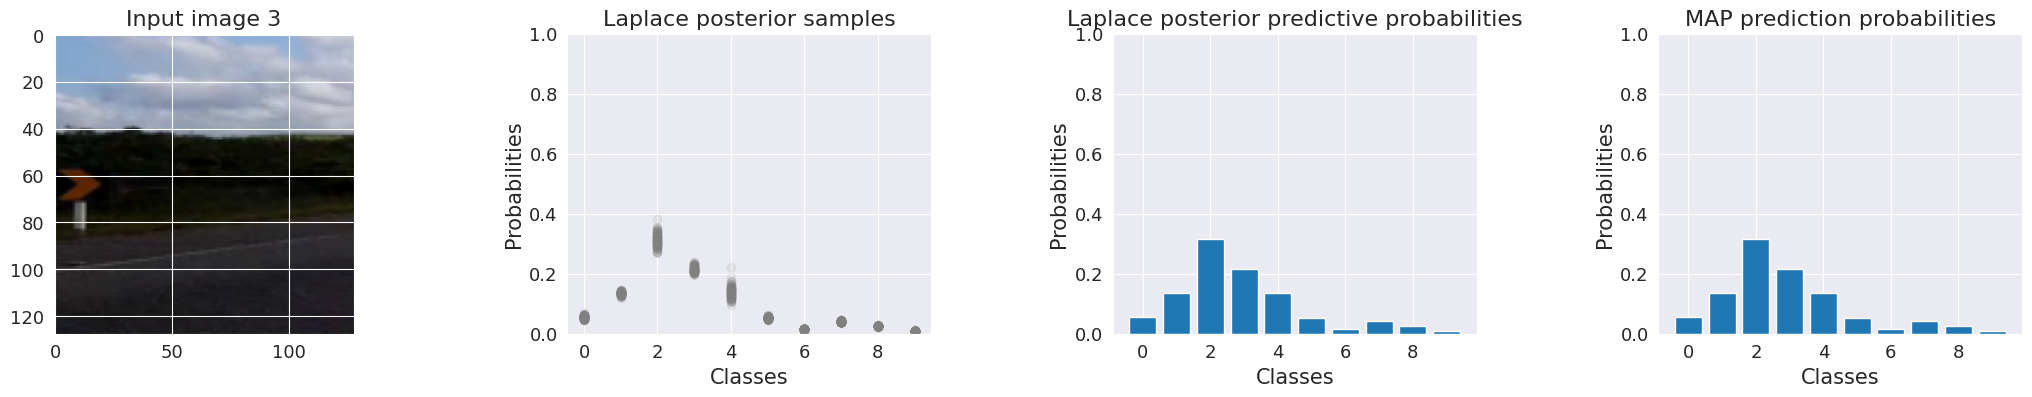 Input image 3
0
20
40
60
80
100
120
0 50 100
Laplace posterior samples
Probabilities
1.0
0.8
0.6
0.4
0.2
0.0
0 2 4 6 8
Classes
Laplace posterior predictive probabilities
Probabilities
1.0
0.8
0.6
0.4
0.2
0.0
0 2 4 6 8
Classes
MAP prediction probabilities
Probabilities
1.0
0.8
0.6
0.4
0.2
0.0
0 2 4 6 8
Classes